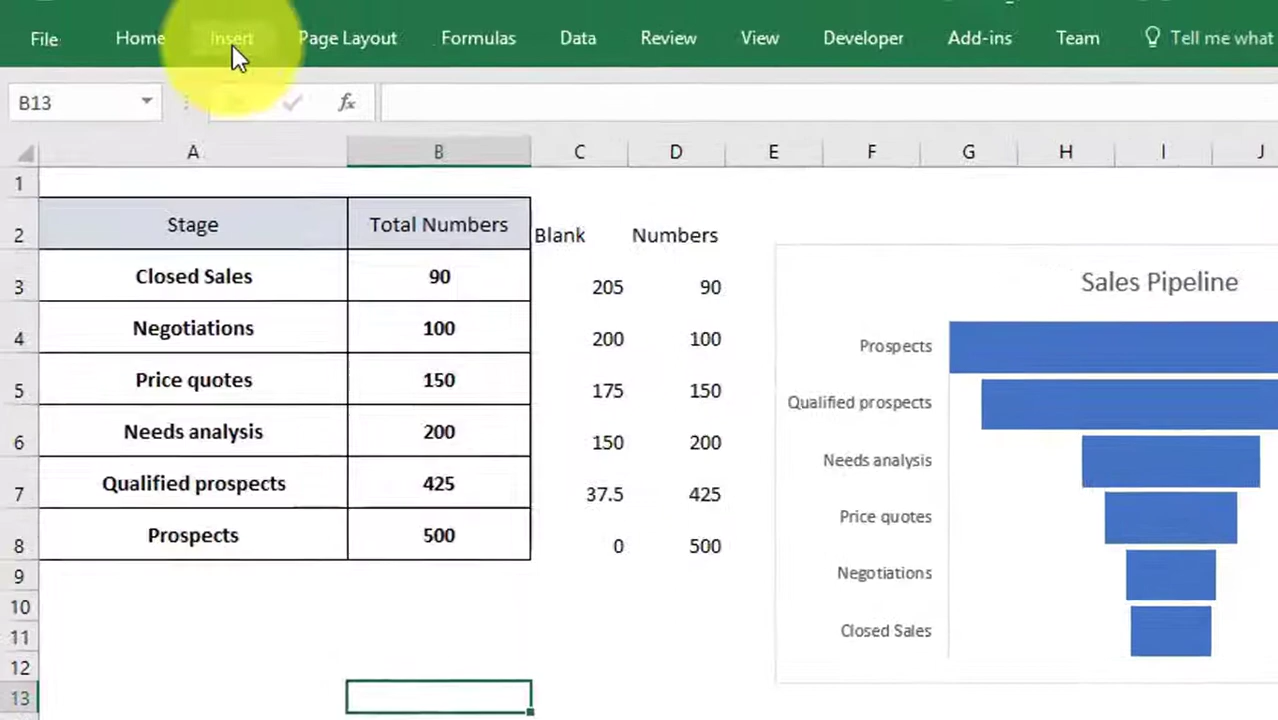 File Home Insert Page Layout Formulas Data Review View Developer Add-ins Team Tell me what
B13 fx
A B C D E F G H I J
1
2 Stage Total Numbers Blank Numbers
3 Closed Sales 90 205 90
4 Negotiations 100 200 100
5 Price quotes 150 175 150
6 Needs analysis 200 150 200
7 Qualified prospects 425 37.5 425
8 Prospects 500 0 500
9
10
11
12
13
Sales Pipeline
Prospects
Qualified prospects
Needs analysis
Price quotes
Negotiations
Closed Sales